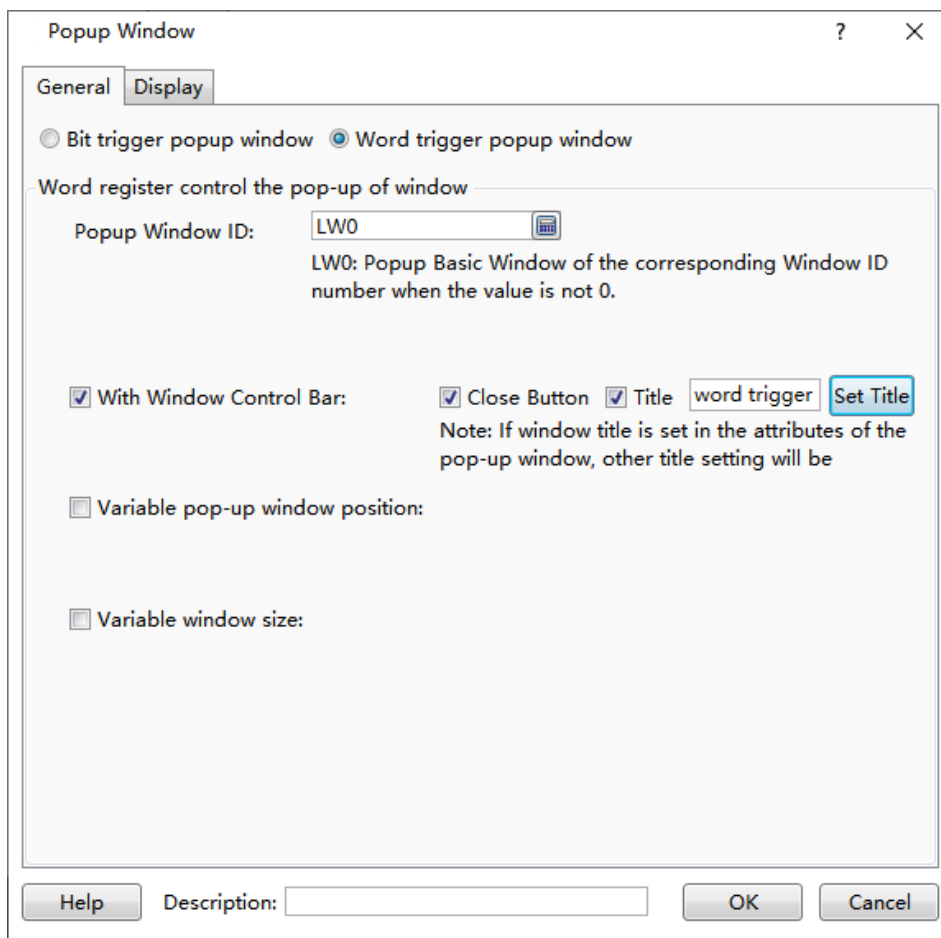 Popup Window ?
General Display
Bit trigger popup window Word trigger popup window
Word register control the pop-up of window
Popup Window ID: LW0
LW0: Popup Basic Window of the corresponding Window ID
number when the value is not 0.
With Window Control Bar: Close Button Title word trigger Set Title
Note: If window title is set in the attributes of the
pop-up window, other title setting will be
Variable pop-up window position:
Variable window size:
Help Description: OK Cancel